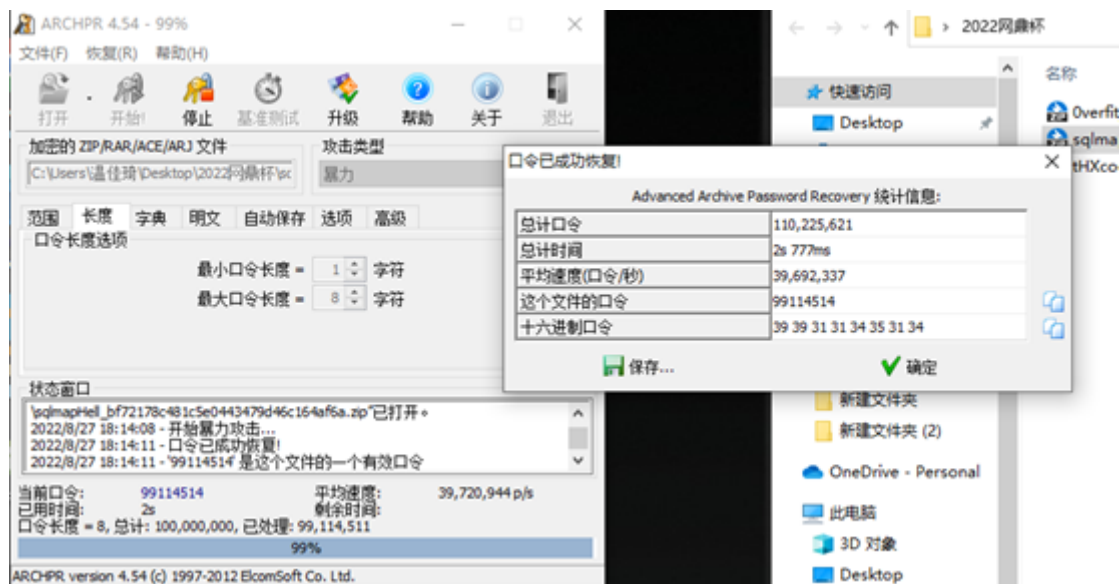 ARCHPR 4.54 - 99%
文件(F) 恢复(R) 帮助(H)
打开 开始! 停止 基准测试 升级 帮助 关于 退出
加密的 ZIP/RAR/ACE/ARJ 文件
C:\Users\温佳琦\Desktop\2022网鼎杯\sc
攻击类型
暴力
范围 长度 字典 明文 自动保存 选项 高级
口令长度选项
最小口令长度 = 1 字符
最大口令长度 = 8 字符
状态窗口
\sqlmapHell_bf72178c481c5e0443479d46c164af6a.zip"已打开。
2022/8/27 18:14:08 - 开始暴力攻击...
2022/8/27 18:14:11 - 口令已成功恢复!
2022/8/27 18:14:11 - '99114514' 是这个文件的一个有效口令
当前口令: 99114514 平均速度: 39,720,944 p/s
已用时间: 2s 剩余时间:
口令长度 = 8, 总计: 100,000,000, 已处理: 99,114,511
99%
ARCHPR version 4.54 (c) 1997-2012 ElcomSoft Co. Ltd.
口令已成功恢复!
Advanced Archive Password Recovery 统计信息:
总计口令 110,225,621
总计时间 2s 777ms
平均速度(口令/秒) 39,692,337
这个文件的口令 99114514
十六进制口令 39 39 31 31 34 35 31 34
保存... 确定
2022网鼎杯
名称
快速访问
Desktop
0verfit
sqlma
tHXco
新建文件夹
新建文件夹 (2)
OneDrive - Personal
此电脑
3D 对象
Desktop